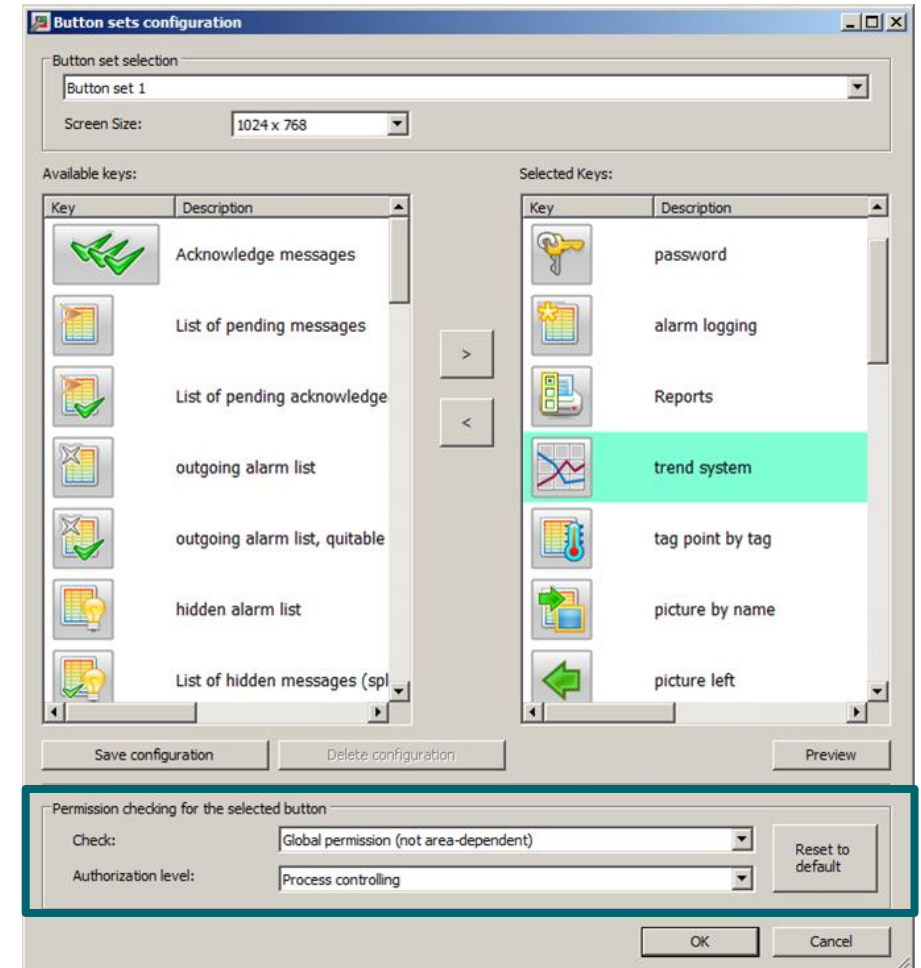 Button sets configuration
Button set selection
Button set 1
Screen Size: 1024 x 768
Available keys:
Key Description
Acknowledge messages
List of pending messages
List of pending acknowledge
outgoing alarm list
outgoing alarm list, quitable
hidden alarm list
List of hidden messages (spl
>
<
Selected Keys:
Key Description
password
alarm logging
Reports
trend system
tag point by tag
picture by name
picture left
Save configuration Delete configuration Preview
Permission checking for the selected button
Check: Global permission (not area-dependent)
Authorization level: Process controlling
Reset to
default
OK Cancel